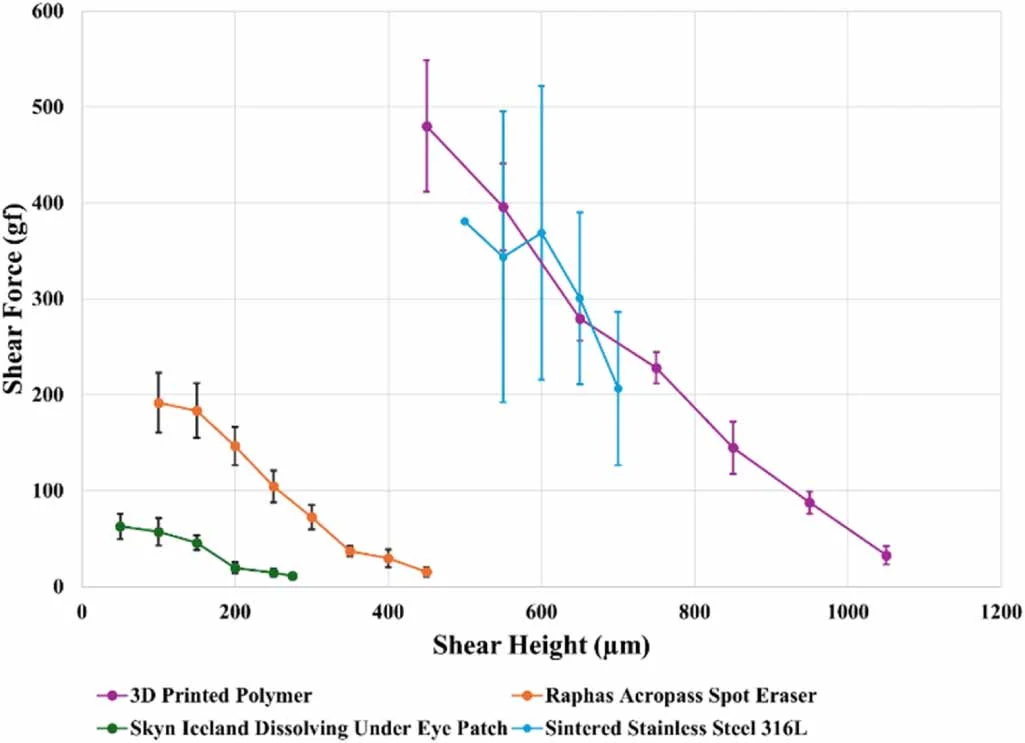 600
500
400
300
200
100
0
Shear Force (gf)
0 200 400 600 800 1000 1200
Shear Height (µm)
3D Printed Polymer Raphas Acropass Spot Eraser
Skyn Iceland Dissolving Under Eye Patch Sintered Stainless Steel 316L